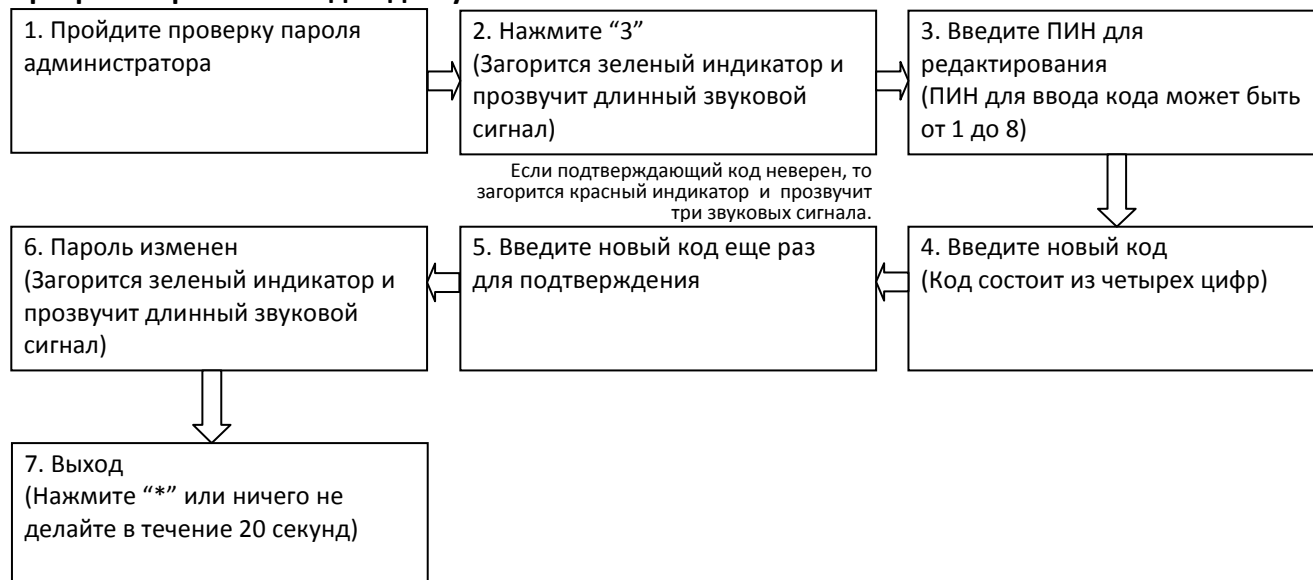 1. Пройдите проверку пароля
администратора
2. Нажмите “3”
(Загорится зеленый индикатор и
прозвучит длинный звуковой
сигнал)
3. Введите ПИН для
редактирования
(ПИН для ввода кода может быть
от 1 до 8)
Если подтверждающий код неверен, то
загорится красный индикатор и прозвучит
три звуковых сигнала.
4. Введите новый код
(Код состоит из четырех цифр)
5. Введите новый код еще раз
для подтверждения
6. Пароль изменен
(Загорится зеленый индикатор и
прозвучит длинный звуковой
сигнал)
7. Выход
(Нажмите “*” или ничего не
делайте в течение 20 секунд)